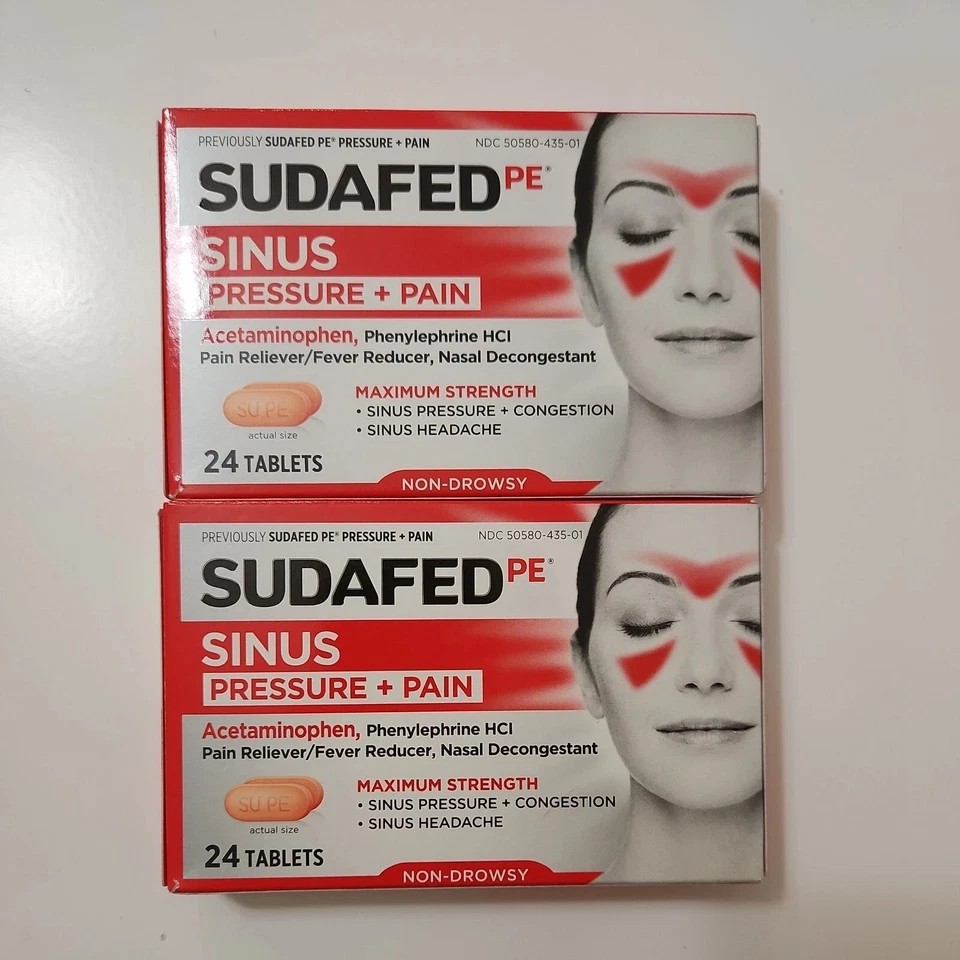 PREVIOUSLY SUDAFED PE® PRESSURE + PAIN NDC 50580-435-01
SUDAFED PE®
SINUS
PRESSURE + PAIN
Acetaminophen, Phenylephrine HCl
Pain Reliever/Fever Reducer, Nasal Decongestant
SU PE
actual size
MAXIMUM STRENGTH
• SINUS PRESSURE + CONGESTION
• SINUS HEADACHE
24 TABLETS
NON-DROWSY
PREVIOUSLY SUDAFED PE® PRESSURE + PAIN NDC 50580-435-01
SUDAFED PE®
SINUS
PRESSURE + PAIN
Acetaminophen, Phenylephrine HCl
Pain Reliever/Fever Reducer, Nasal Decongestant
SU PE
actual size
MAXIMUM STRENGTH
• SINUS PRESSURE + CONGESTION
• SINUS HEADACHE
24 TABLETS
NON-DROWSY